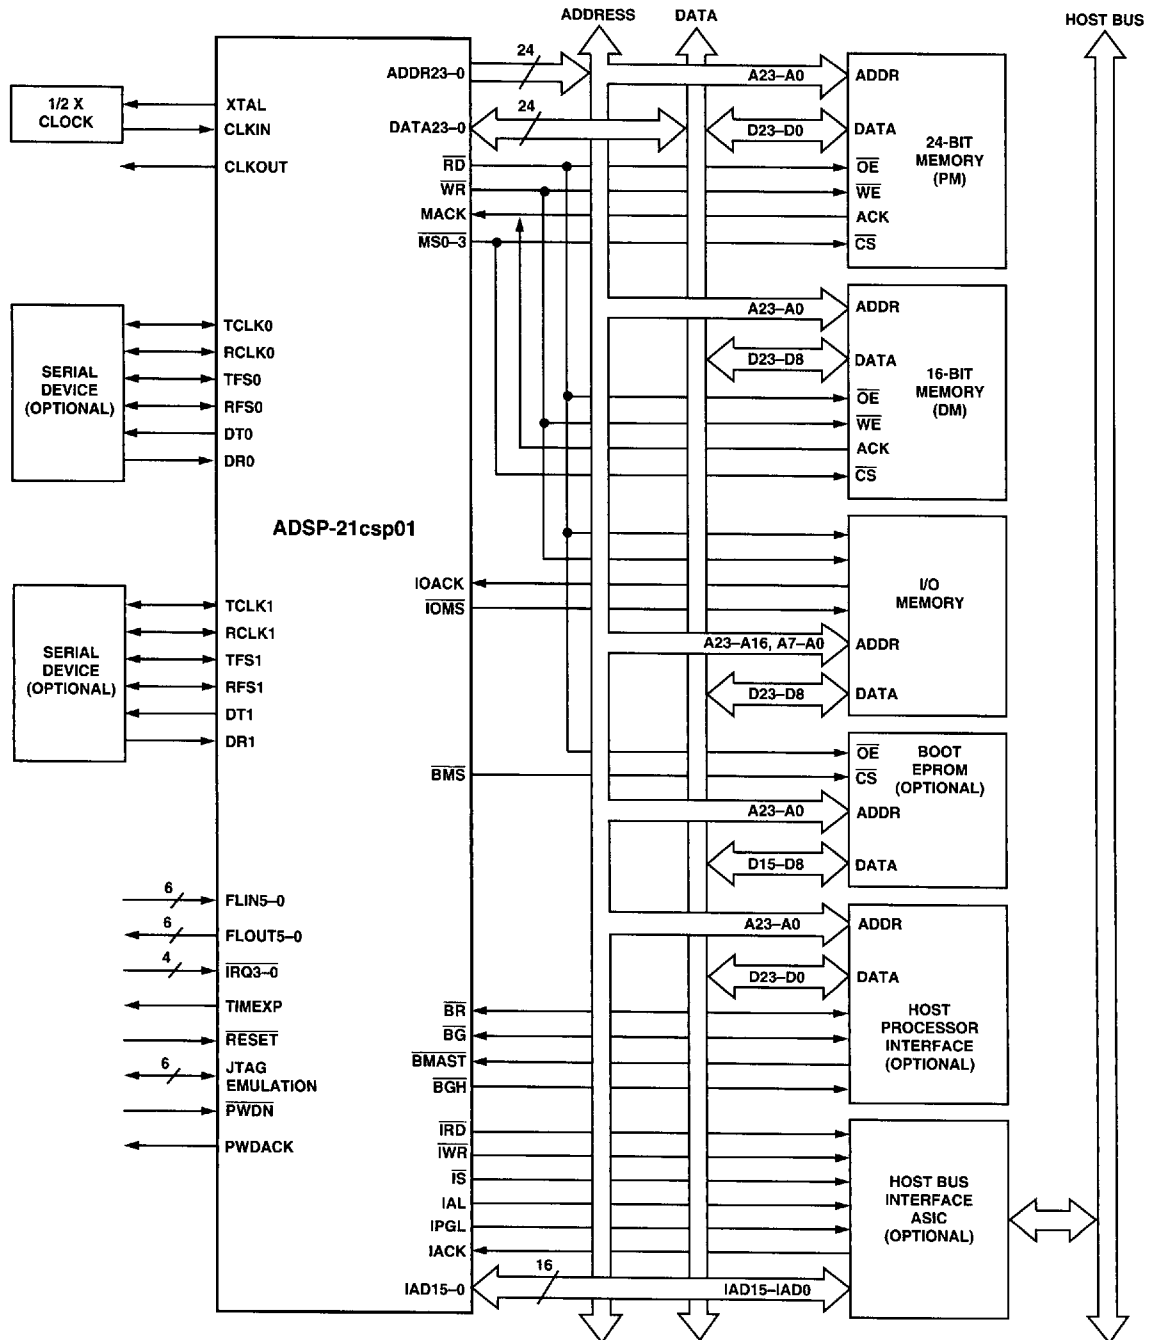 ADDRESS
DATA
HOST BUS
1/2 X
CLOCK
XTAL
CLKIN
CLKOUT
SERIAL
DEVICE
(OPTIONAL)
TCLK0
RCLK0
TFS0
RFS0
DT0
DR0
SERIAL
DEVICE
(OPTIONAL)
TCLK1
RCLK1
TFS1
RFS1
DT1
DR1
6
FLIN5–0
6
FLOUT5–0
4
IRQ3–0
TIMEXP
RESET
6
JTAG
EMULATION
PWDN
PWDACK
ADSP-21csp01
ADDR23–0
24
DATA23–0
24
RD
WR
MACK
MS0–3
IOACK
IOMS
BMS
BR
BG
BMAST
BGH
IRD
IWR
IS
IAL
IPGL
IACK
IAD15–0
16
A23–A0
ADDR
D23–D0
DATA
OE
WE
ACK
CS
24-BIT
MEMORY
(PM)
A23–A0
ADDR
D23–D8
DATA
OE
WE
ACK
CS
16-BIT
MEMORY
(DM)
I/O
MEMORY
A23–A16, A7–A0
ADDR
D23–D8
DATA
OE
CS
BOOT
EPROM
(OPTIONAL)
A23–A0
ADDR
D15–D8
DATA
A23–A0
ADDR
D23–D0
DATA
HOST
PROCESSOR
INTERFACE
(OPTIONAL)
HOST BUS
INTERFACE
ASIC
(OPTIONAL)
IAD15–IAD0